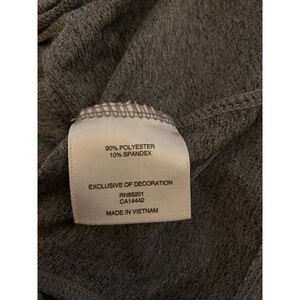 90% POLYESTER
10% SPANDEX
EXCLUSIVE OF DECORATION
RN88201
CA14442
MADE IN VIETNAM